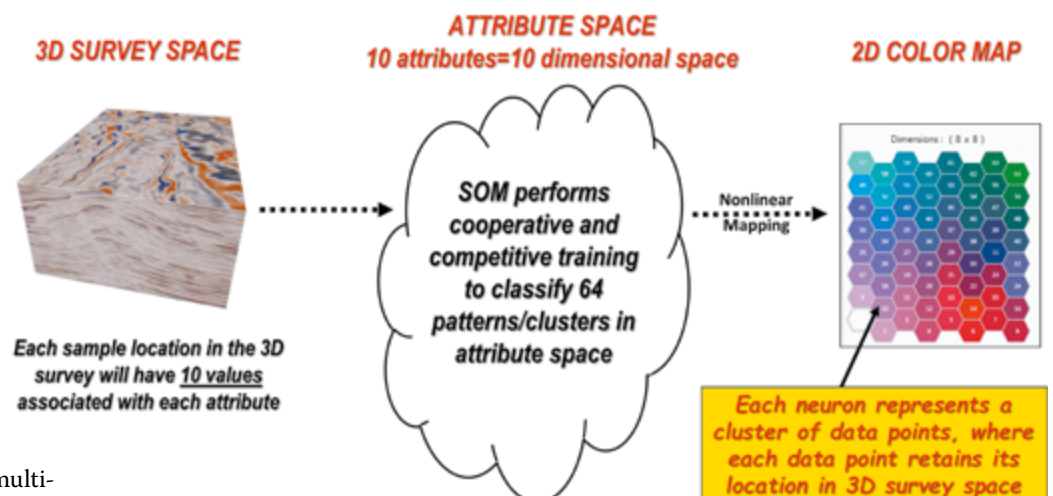 3D SURVEY SPACE
ATTRIBUTE SPACE
10 attributes=10 dimensional space
2D COLOR MAP
Dimensions : ( 8 x 8 )
SOM performs
cooperative and
competitive training
to classify 64
patterns/clusters in
attribute space
Nonlinear
Mapping
Each sample location in the 3D
survey will have 10 values
associated with each attribute
Each neuron represents a
cluster of data points, where
each data point retains its
location in 3D survey space
multi-